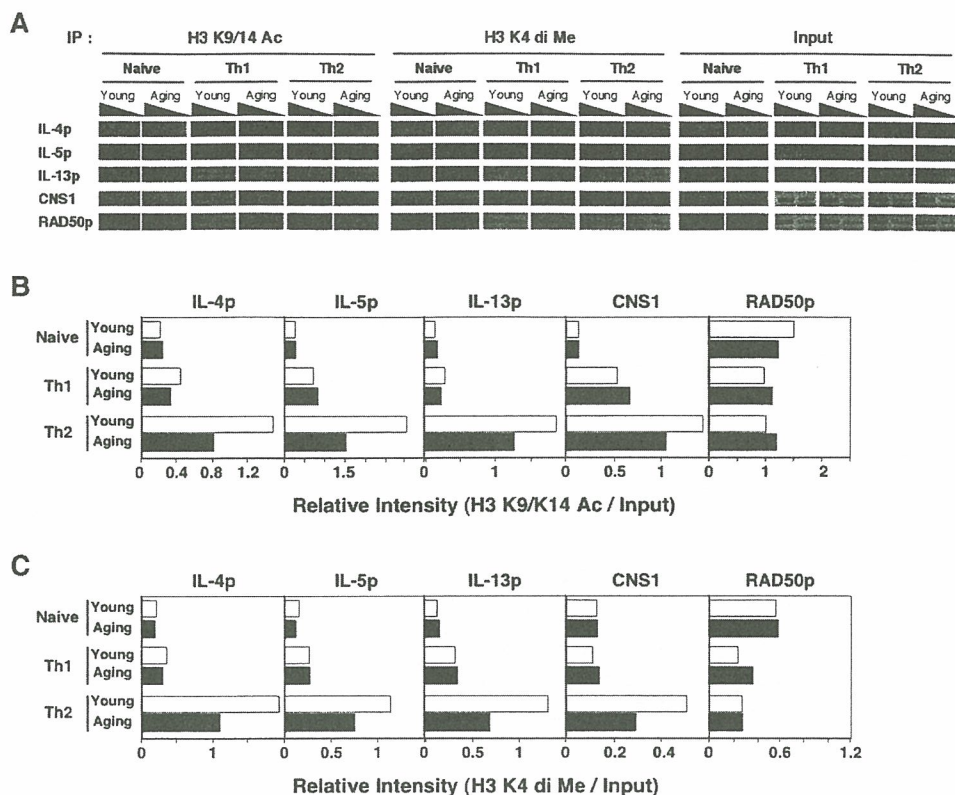 A
IP : H3 K9/14 Ac H3 K4 di Me Input
Naive Th1 Th2 Naive Th1 Th2 Naive Th1 Th2
Young Aging Young Aging Young Aging Young Aging Young Aging Young Aging Young Aging Young Aging Young Aging
IL-4p
IL-5p
IL-13p
CNS1
RAD50p
B
IL-4p IL-5p IL-13p CNS1 RAD50p
Naive Young
Aging
Th1 Young
Aging
Th2 Young
Aging
0 0.4 0.8 1.2 0 1.5 0 1 0 0.5 1 0 1 2
Relative Intensity (H3 K9/K14 Ac / Input)
C
IL-4p IL-5p IL-13p CNS1 RAD50p
Naive Young
Aging
Th1 Young
Aging
Th2 Young
Aging
0 1 0 1 0 0.5 1 0 0.2 0.4 0 0.4 0.8 1.2
Relative Intensity (H3 K4 di Me / Input)